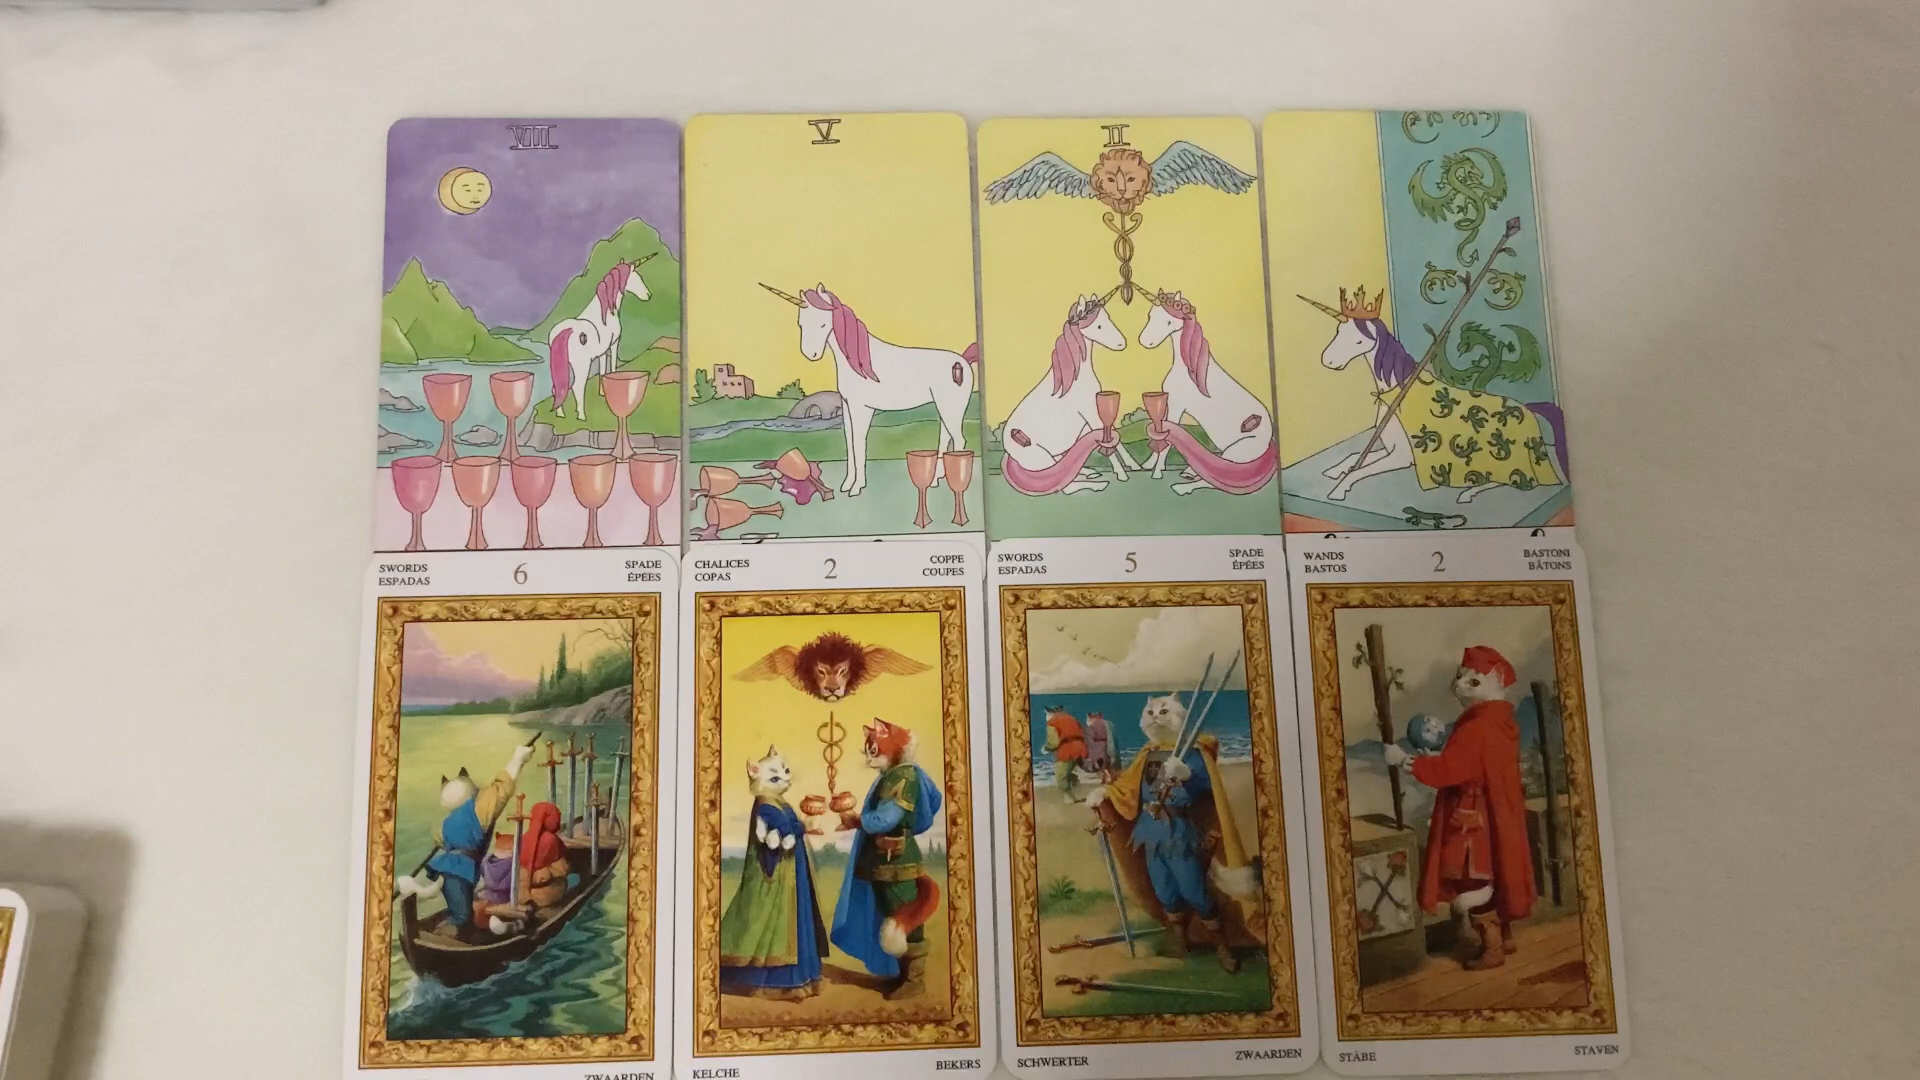 VIII
V
II
SWORDS 6 SPADE
ESPADAS ÉPÉES
CHALICES 2 COPPE
COPAS COUPES
SWORDS 5 SPADE
ESPADAS ÉPÉES
WANDS 2 BASTONI
BASTOS BÂTONS
ZWAARDEN
KELCHE BEKERS
SCHWERTER ZWAARDEN
STÄBE STAVEN